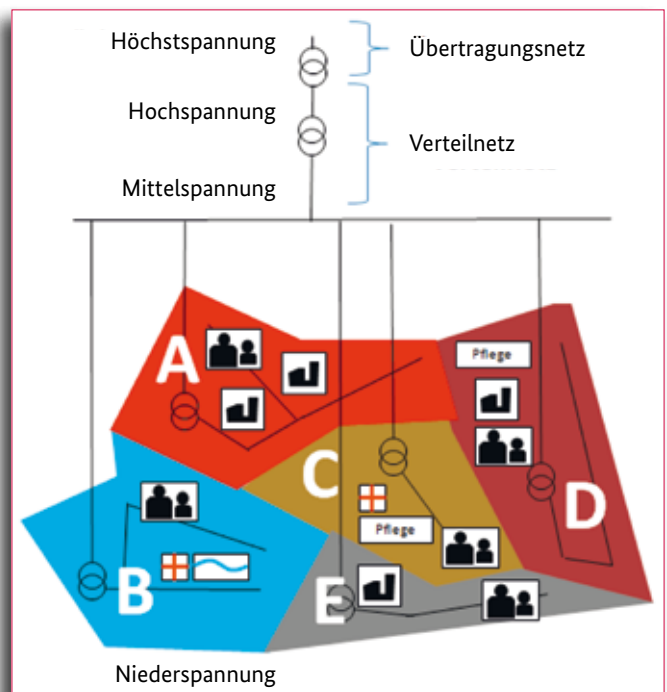 Höchstspannung
Übertragungsnetz
Hochspannung
Verteilnetz
Mittelspannung
A
Pflege
C
Pflege
D
B
E
Niederspannung